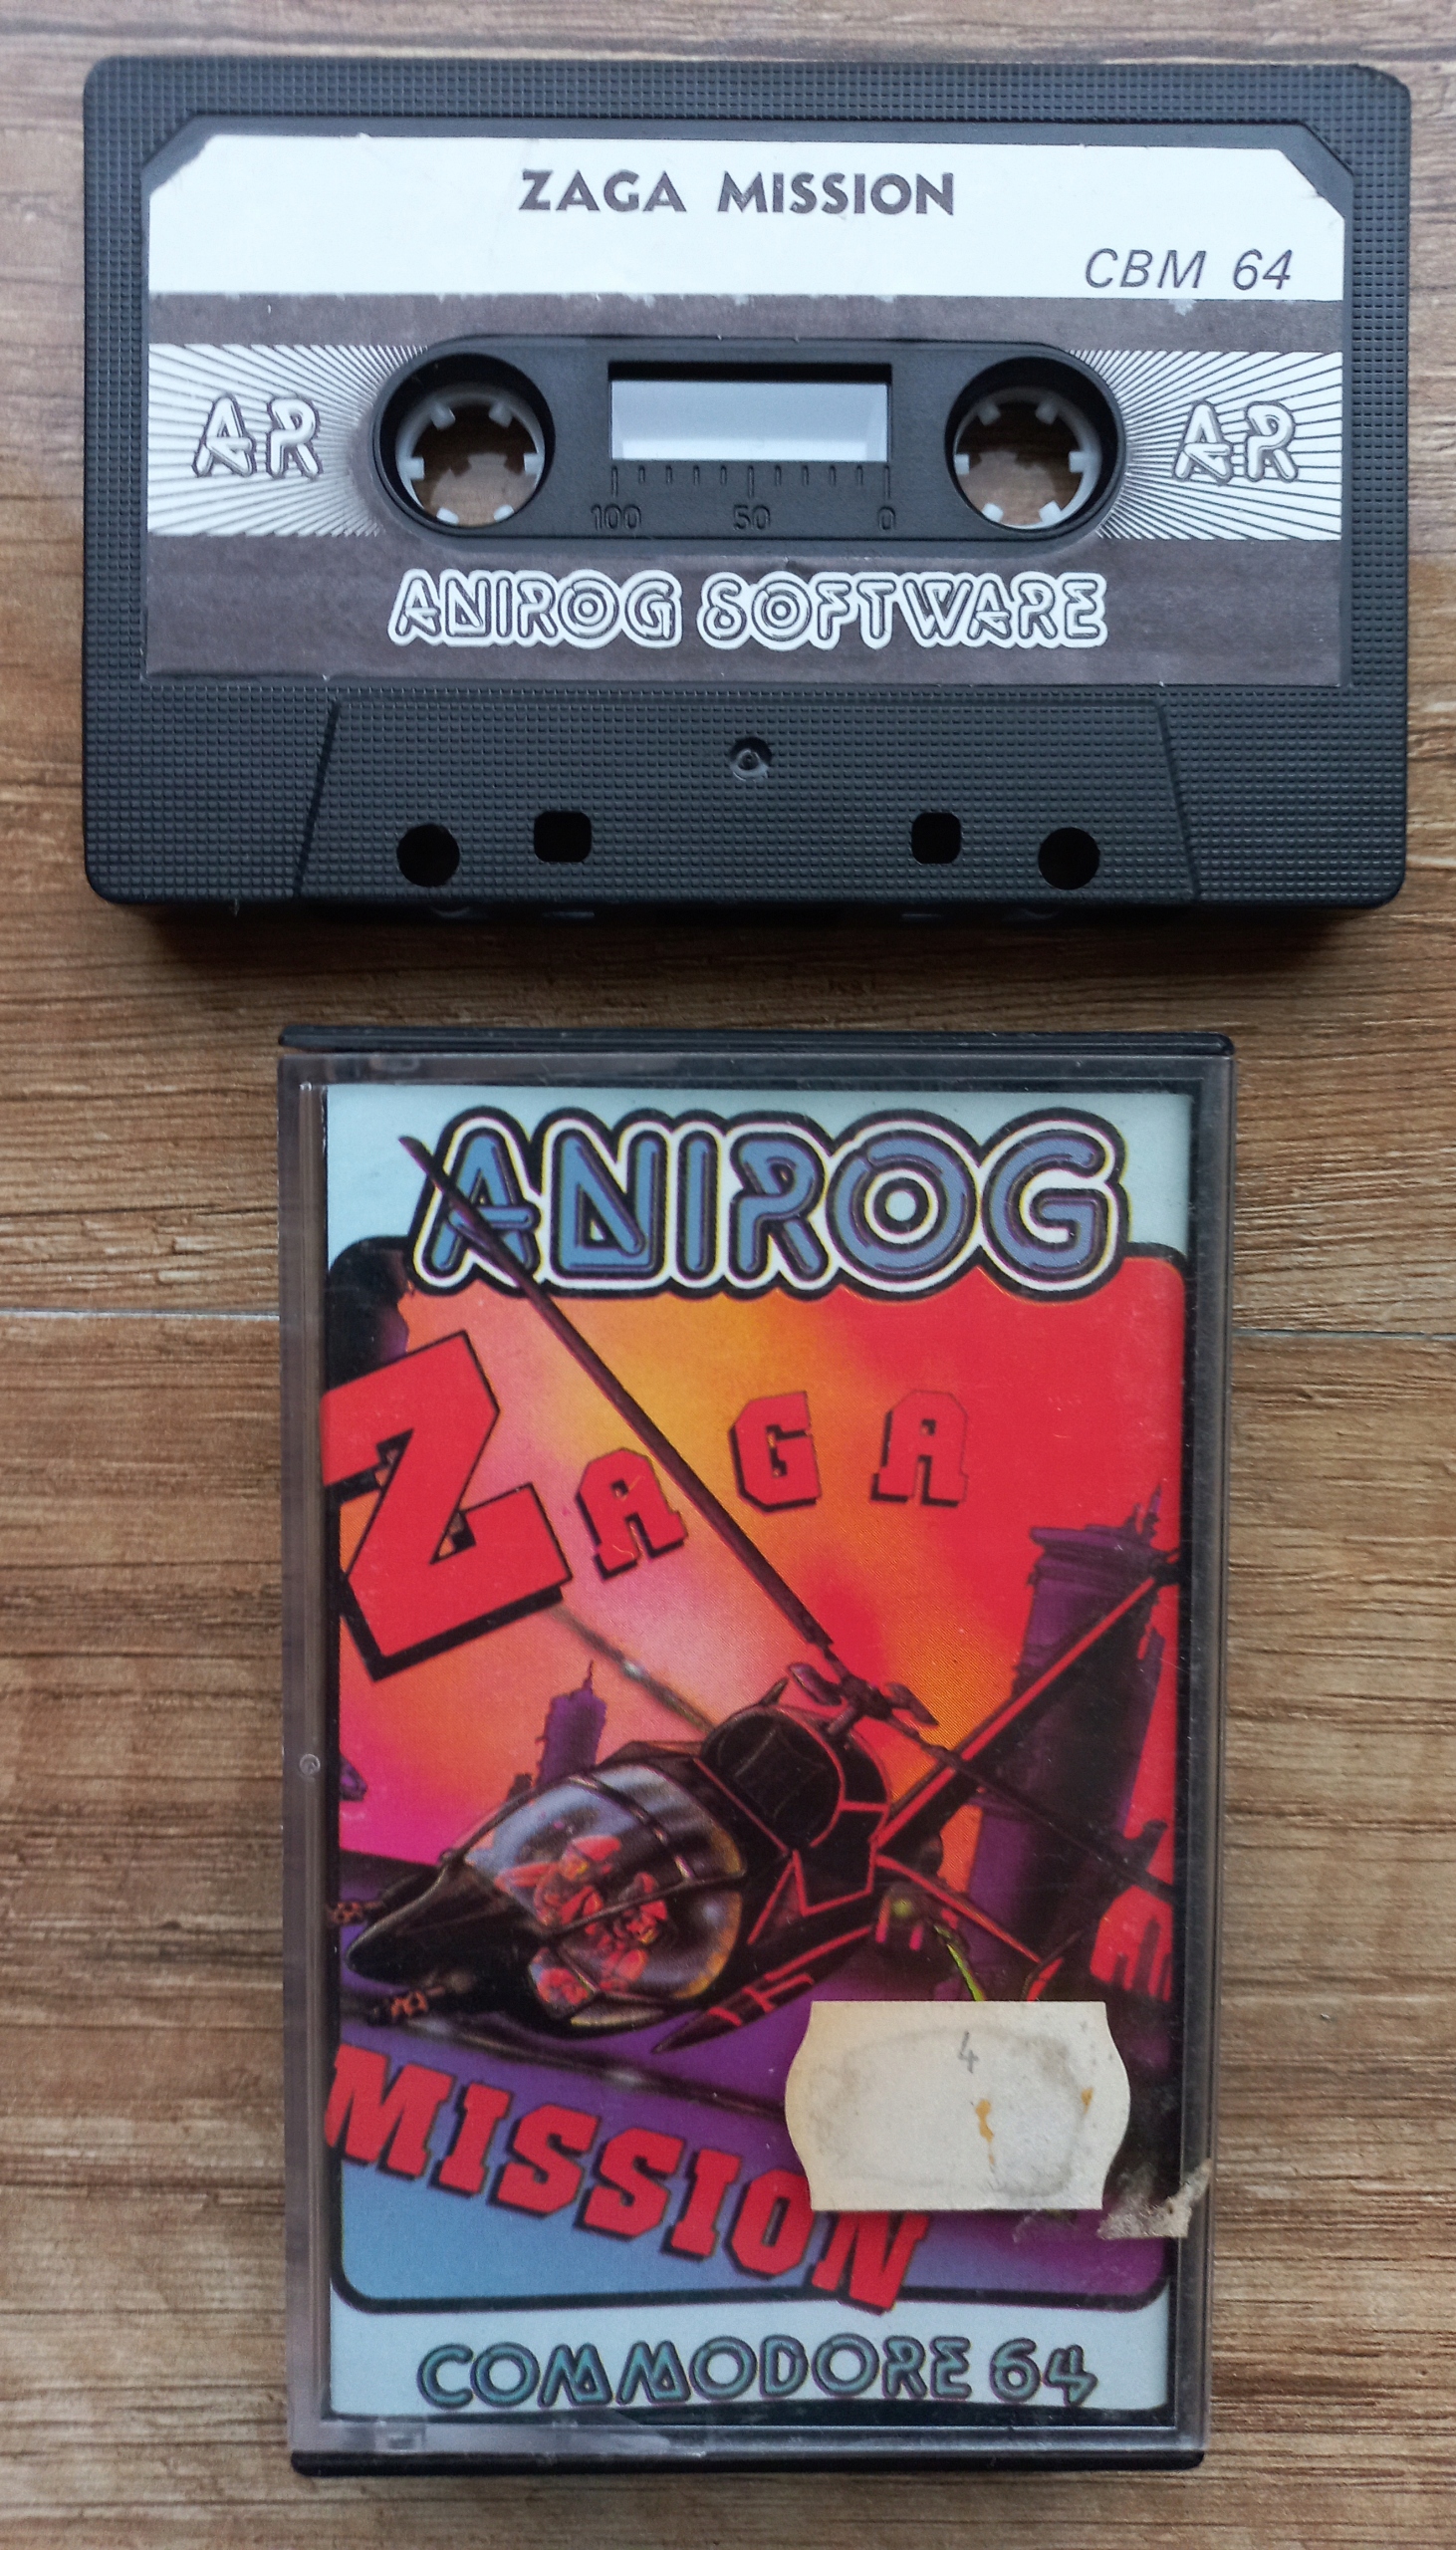 ZAGA MISSION
CBM 64
AR
AR
100 50 0
ANIROG SOFTWARE
ANIROG
ZAGA
MISSION
4
COMMODORE 64